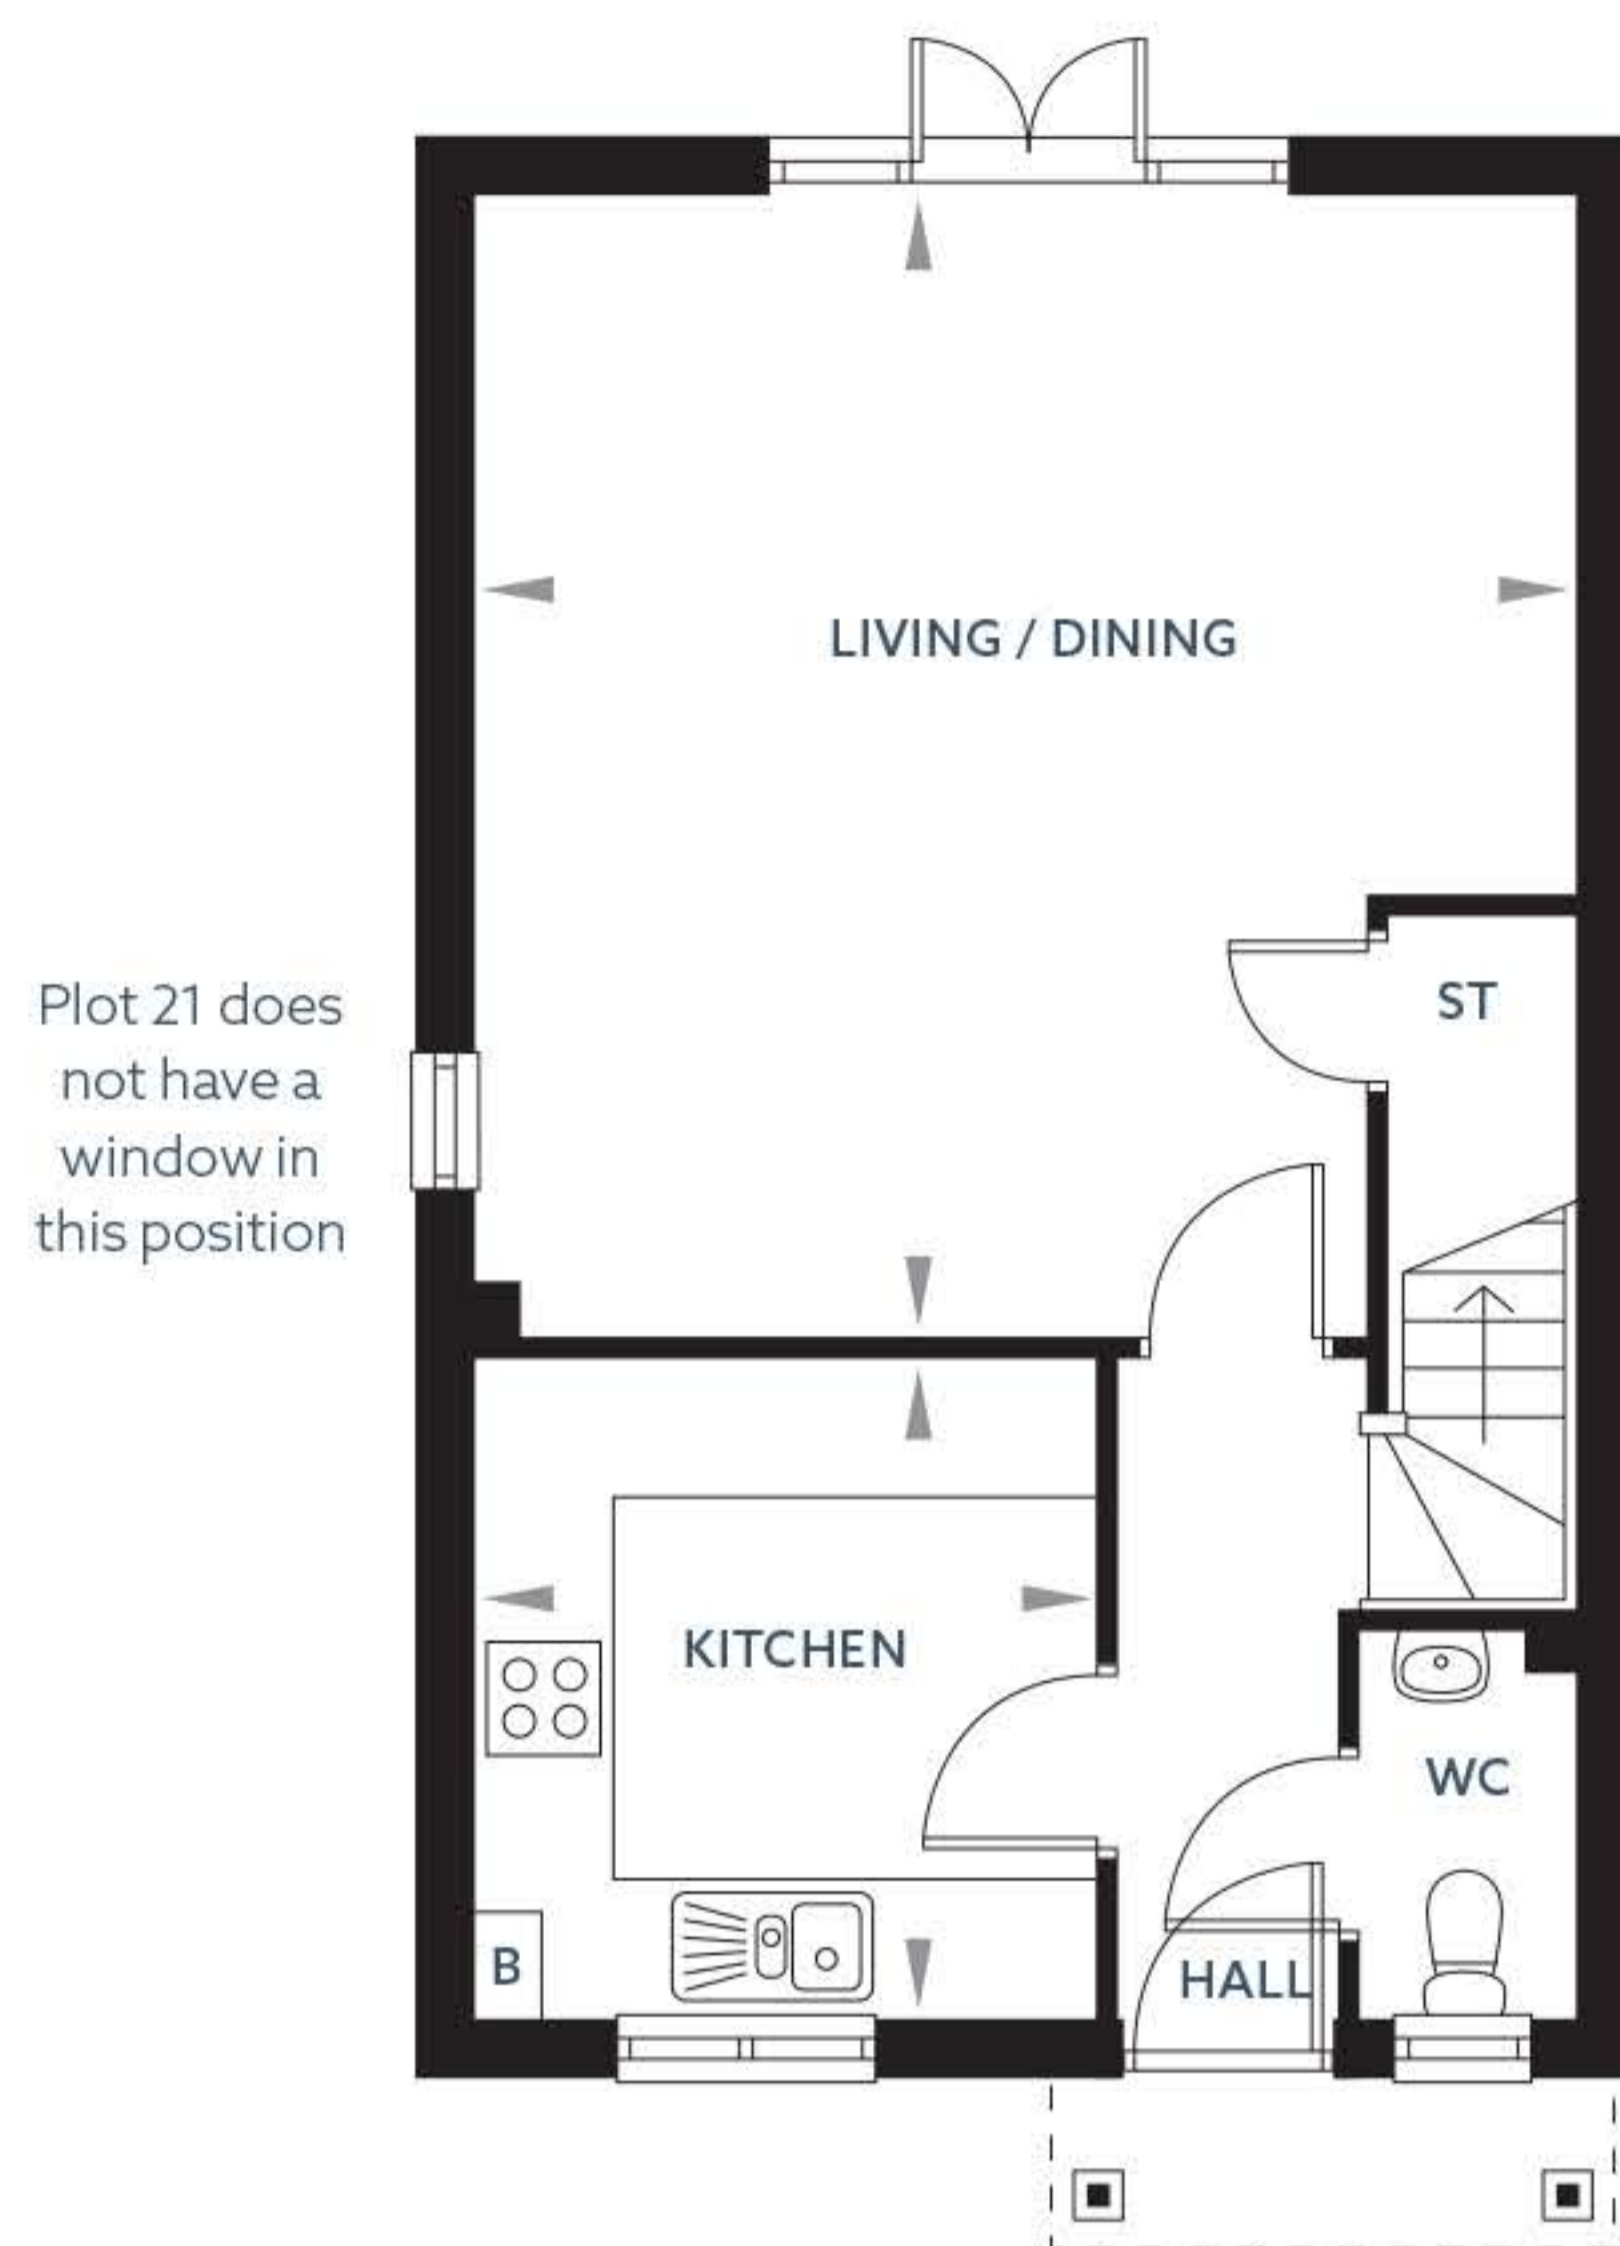 LIVING / DINING
ST
Plot 21 does
not have a
window in
this position
KITCHEN
WC
B
HALL